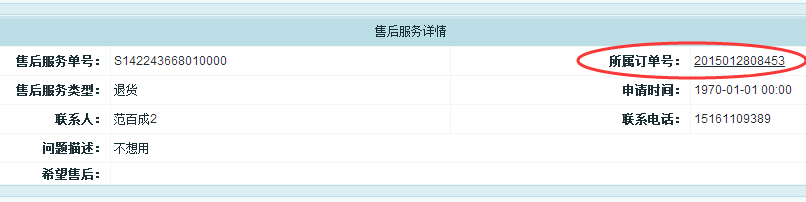 售后服务详情
售后服务单号： S142243668010000 所属订单号： 2015012808453
售后服务类型： 退货 申请时间： 1970-01-01 00:00
联系人： 范百成2 联系电话： 15161109389
问题描述： 不想用
希望售后：